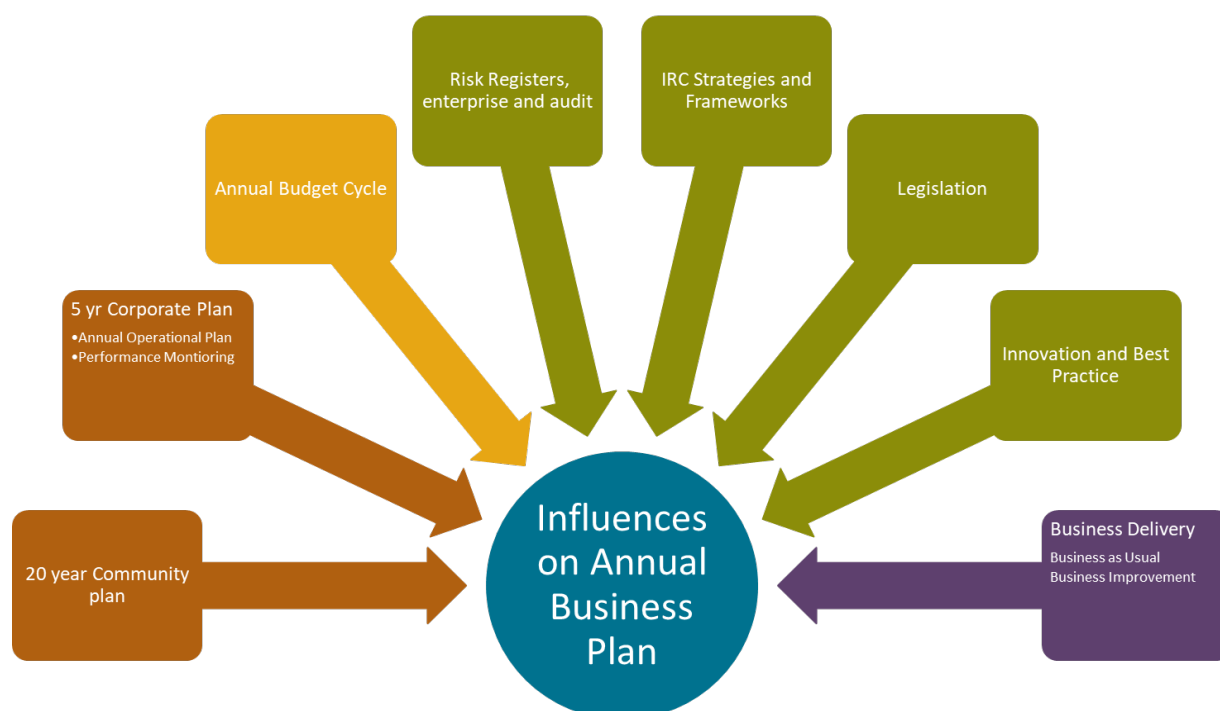 Risk Registers,
enterprise and audit
IRC Strategies and
Frameworks
Annual Budget Cycle
Legislation
5 yr Corporate Plan
•Annual Operational Plan
•Performance Montioring
Innovation and Best
Practice
20 year Community
plan
Influences
on Annual
Business
Plan
Business Delivery
Business as Usual
Business Improvement